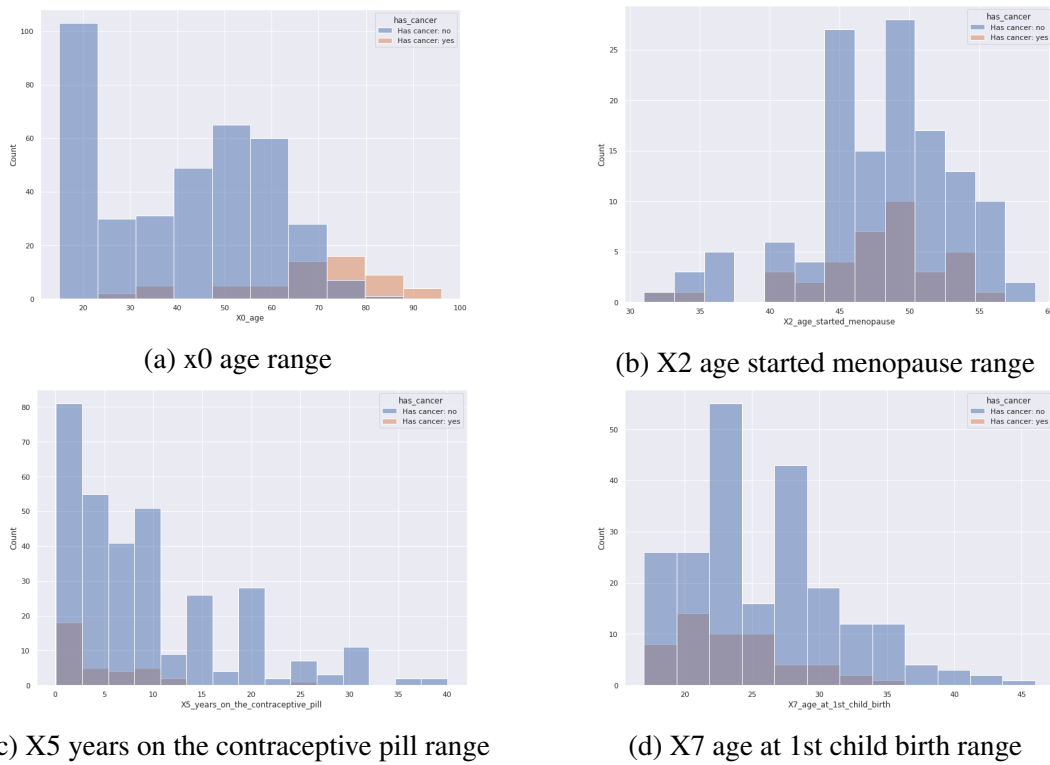 has_cancer
Has cancer: no
Has cancer: yes
100
80
60
40
20
0
Count
20 30 40 50 60 70 80 90 100
X0_age
(a) x0 age range
has_cancer
Has cancer: no
Has cancer: yes
25
20
15
10
5
0
Count
30 35 40 45 50 55
X2_age_started_menopause
(b) X2 age started menopause range
has_cancer
Has cancer: no
Has cancer: yes
80
70
60
50
40
30
20
10
0
Count
0 5 10 15 20 25 30 35 40
X5_years_on_the_contraceptive_pill
c) X5 years on the contraceptive pill range
has_cancer
Has cancer: no
Has cancer: yes
50
40
30
20
10
0
Count
20 25 30 35 40 45
X7_age_at_1st_child_birth
(d) X7 age at 1st child birth range